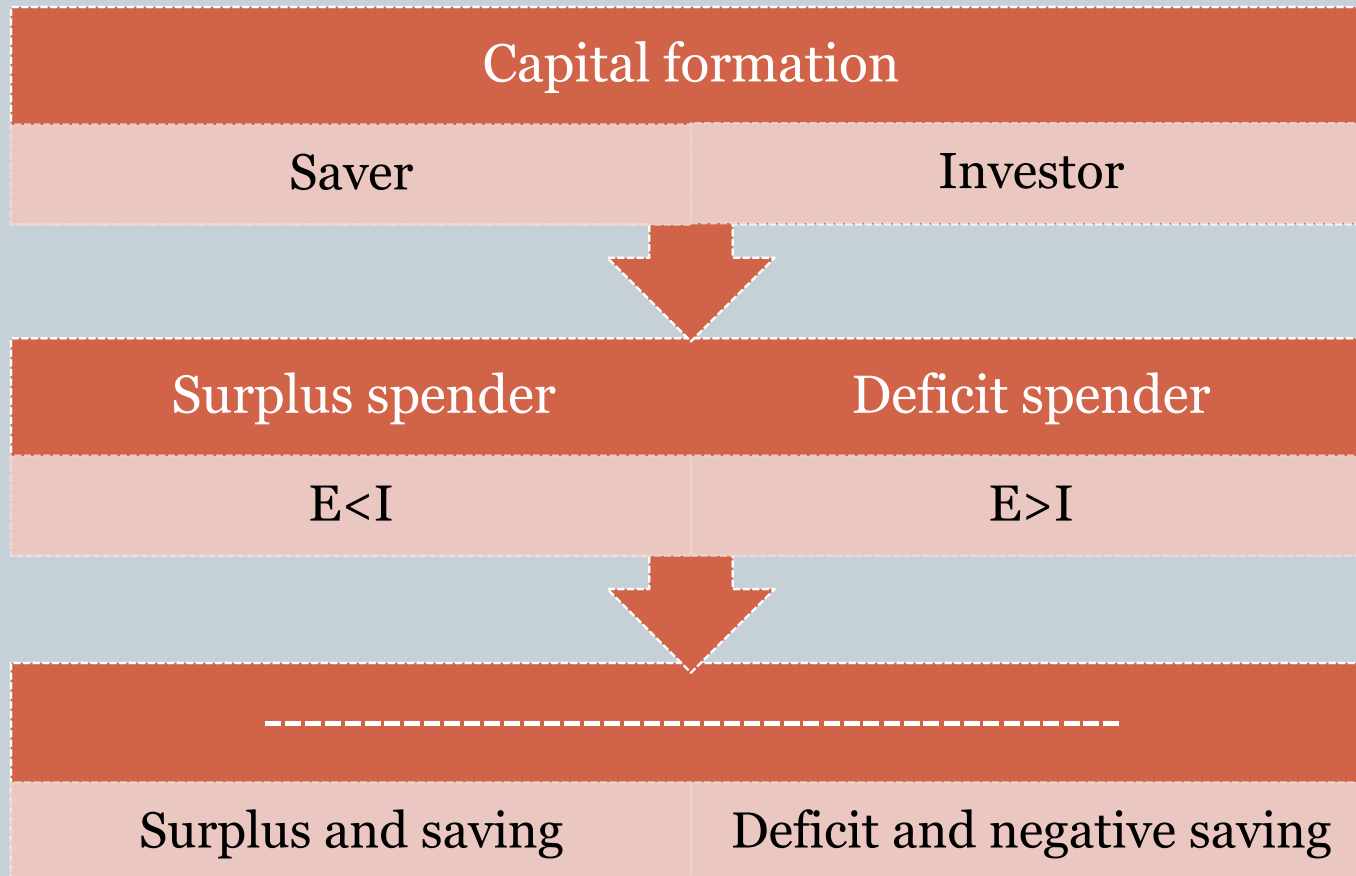 Capital formation
Saver Investor
Surplus spender Deficit spender
E<I E>I
-------------------------------------------
Surplus and saving Deficit and negative saving